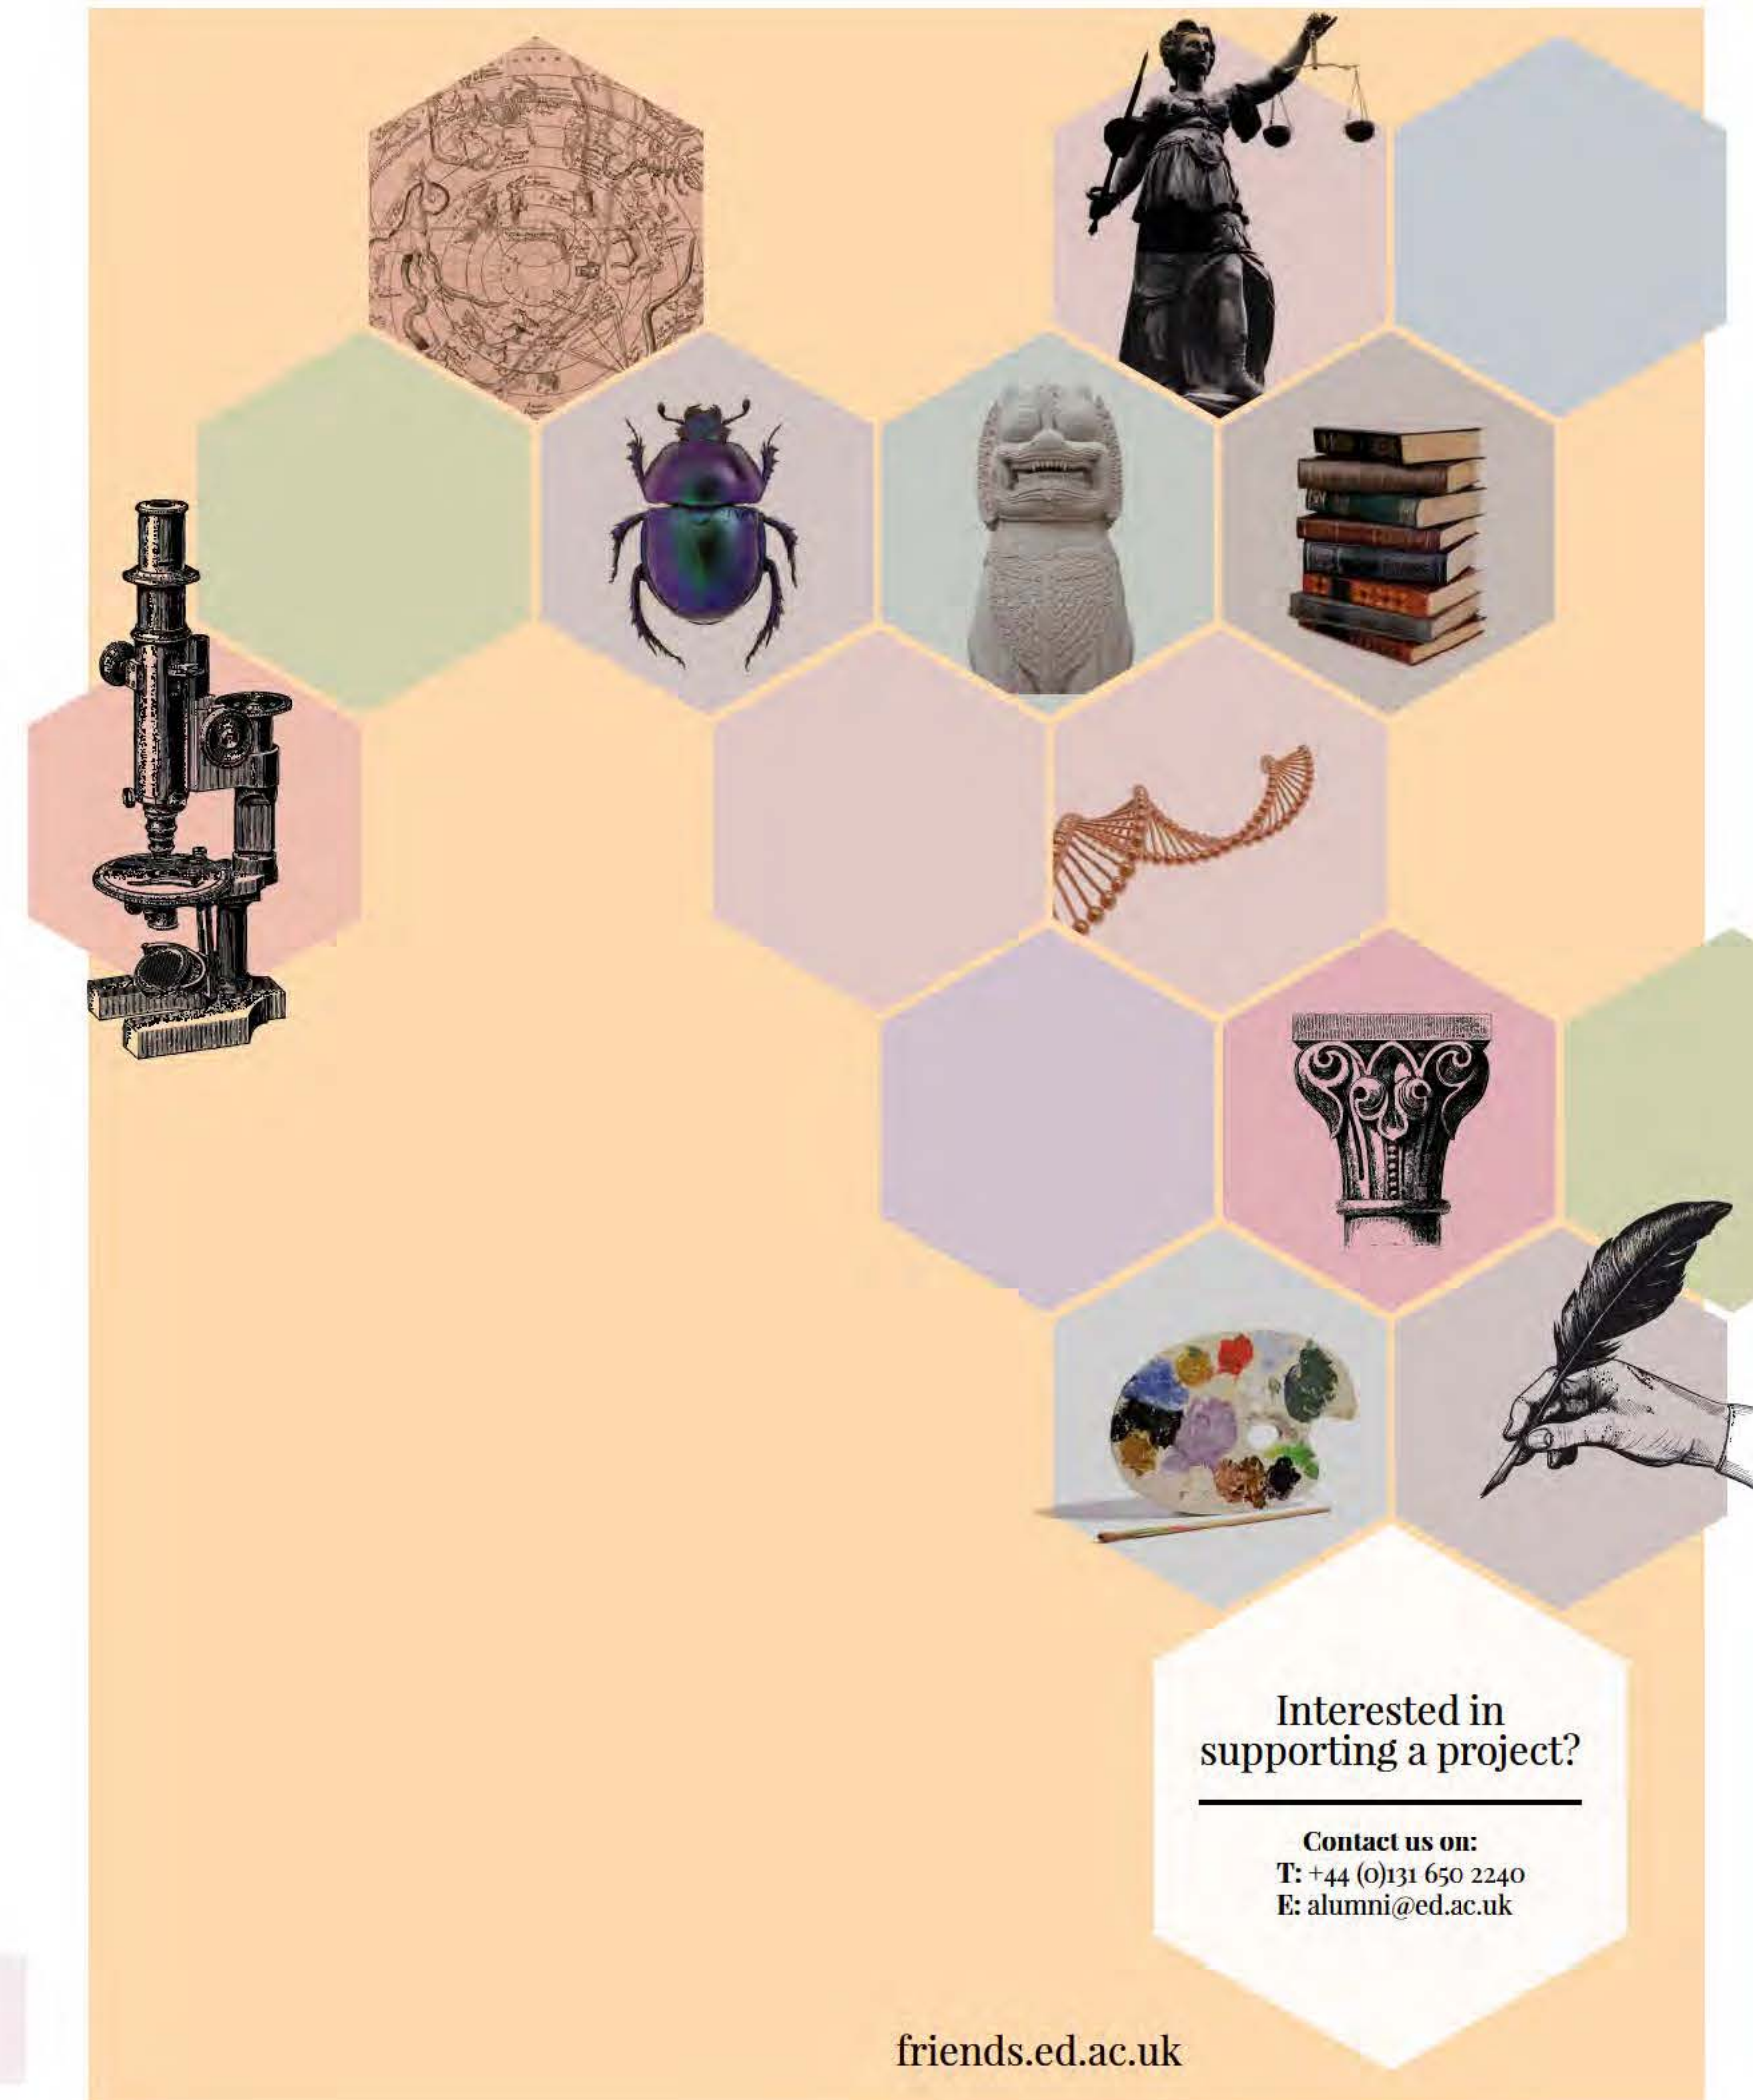 Interested in
supporting a project?
Contact us on:
T: +44 (0)131 650 2240
E: alumni@ed.ac.uk
friends.ed.ac.uk